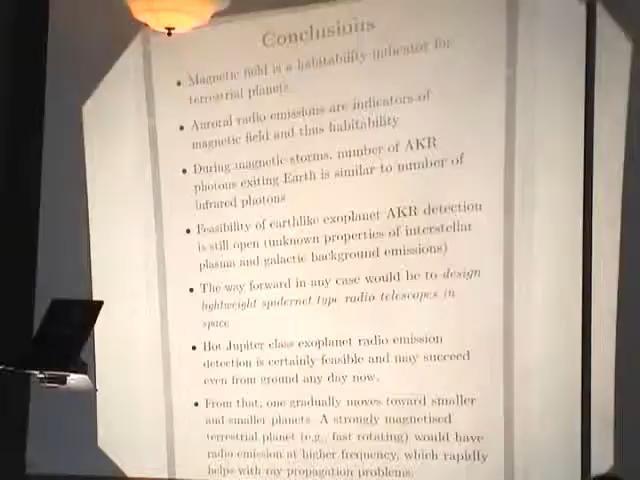 Conclusions
• Magnetic field is a habitability indicator for
terrestrial planets
• Auroral radio emissions are indicators of
magnetic field and thus habitability
• During magnetic storms, number of AKR
photons exiting Earth is similar to number of
infrared photons
• Feasibility of earthlike exoplanet AKR detection
is still open (unknown properties of interstellar
plasma and galactic background emissions)
• The way forward in any case would be to design
lightweight spidernet type radio telescopes in
space
• Hot Jupiter class exoplanet radio emission
detection is certainly feasible and may succeed
even from ground any day now.
• From that, one gradually moves toward smaller
and smaller planets. A strongly magnetised
terrestrial planet (e.g., fast rotating) would have
radio emission at higher frequency, which rapidly
helps with ray propagation problems.